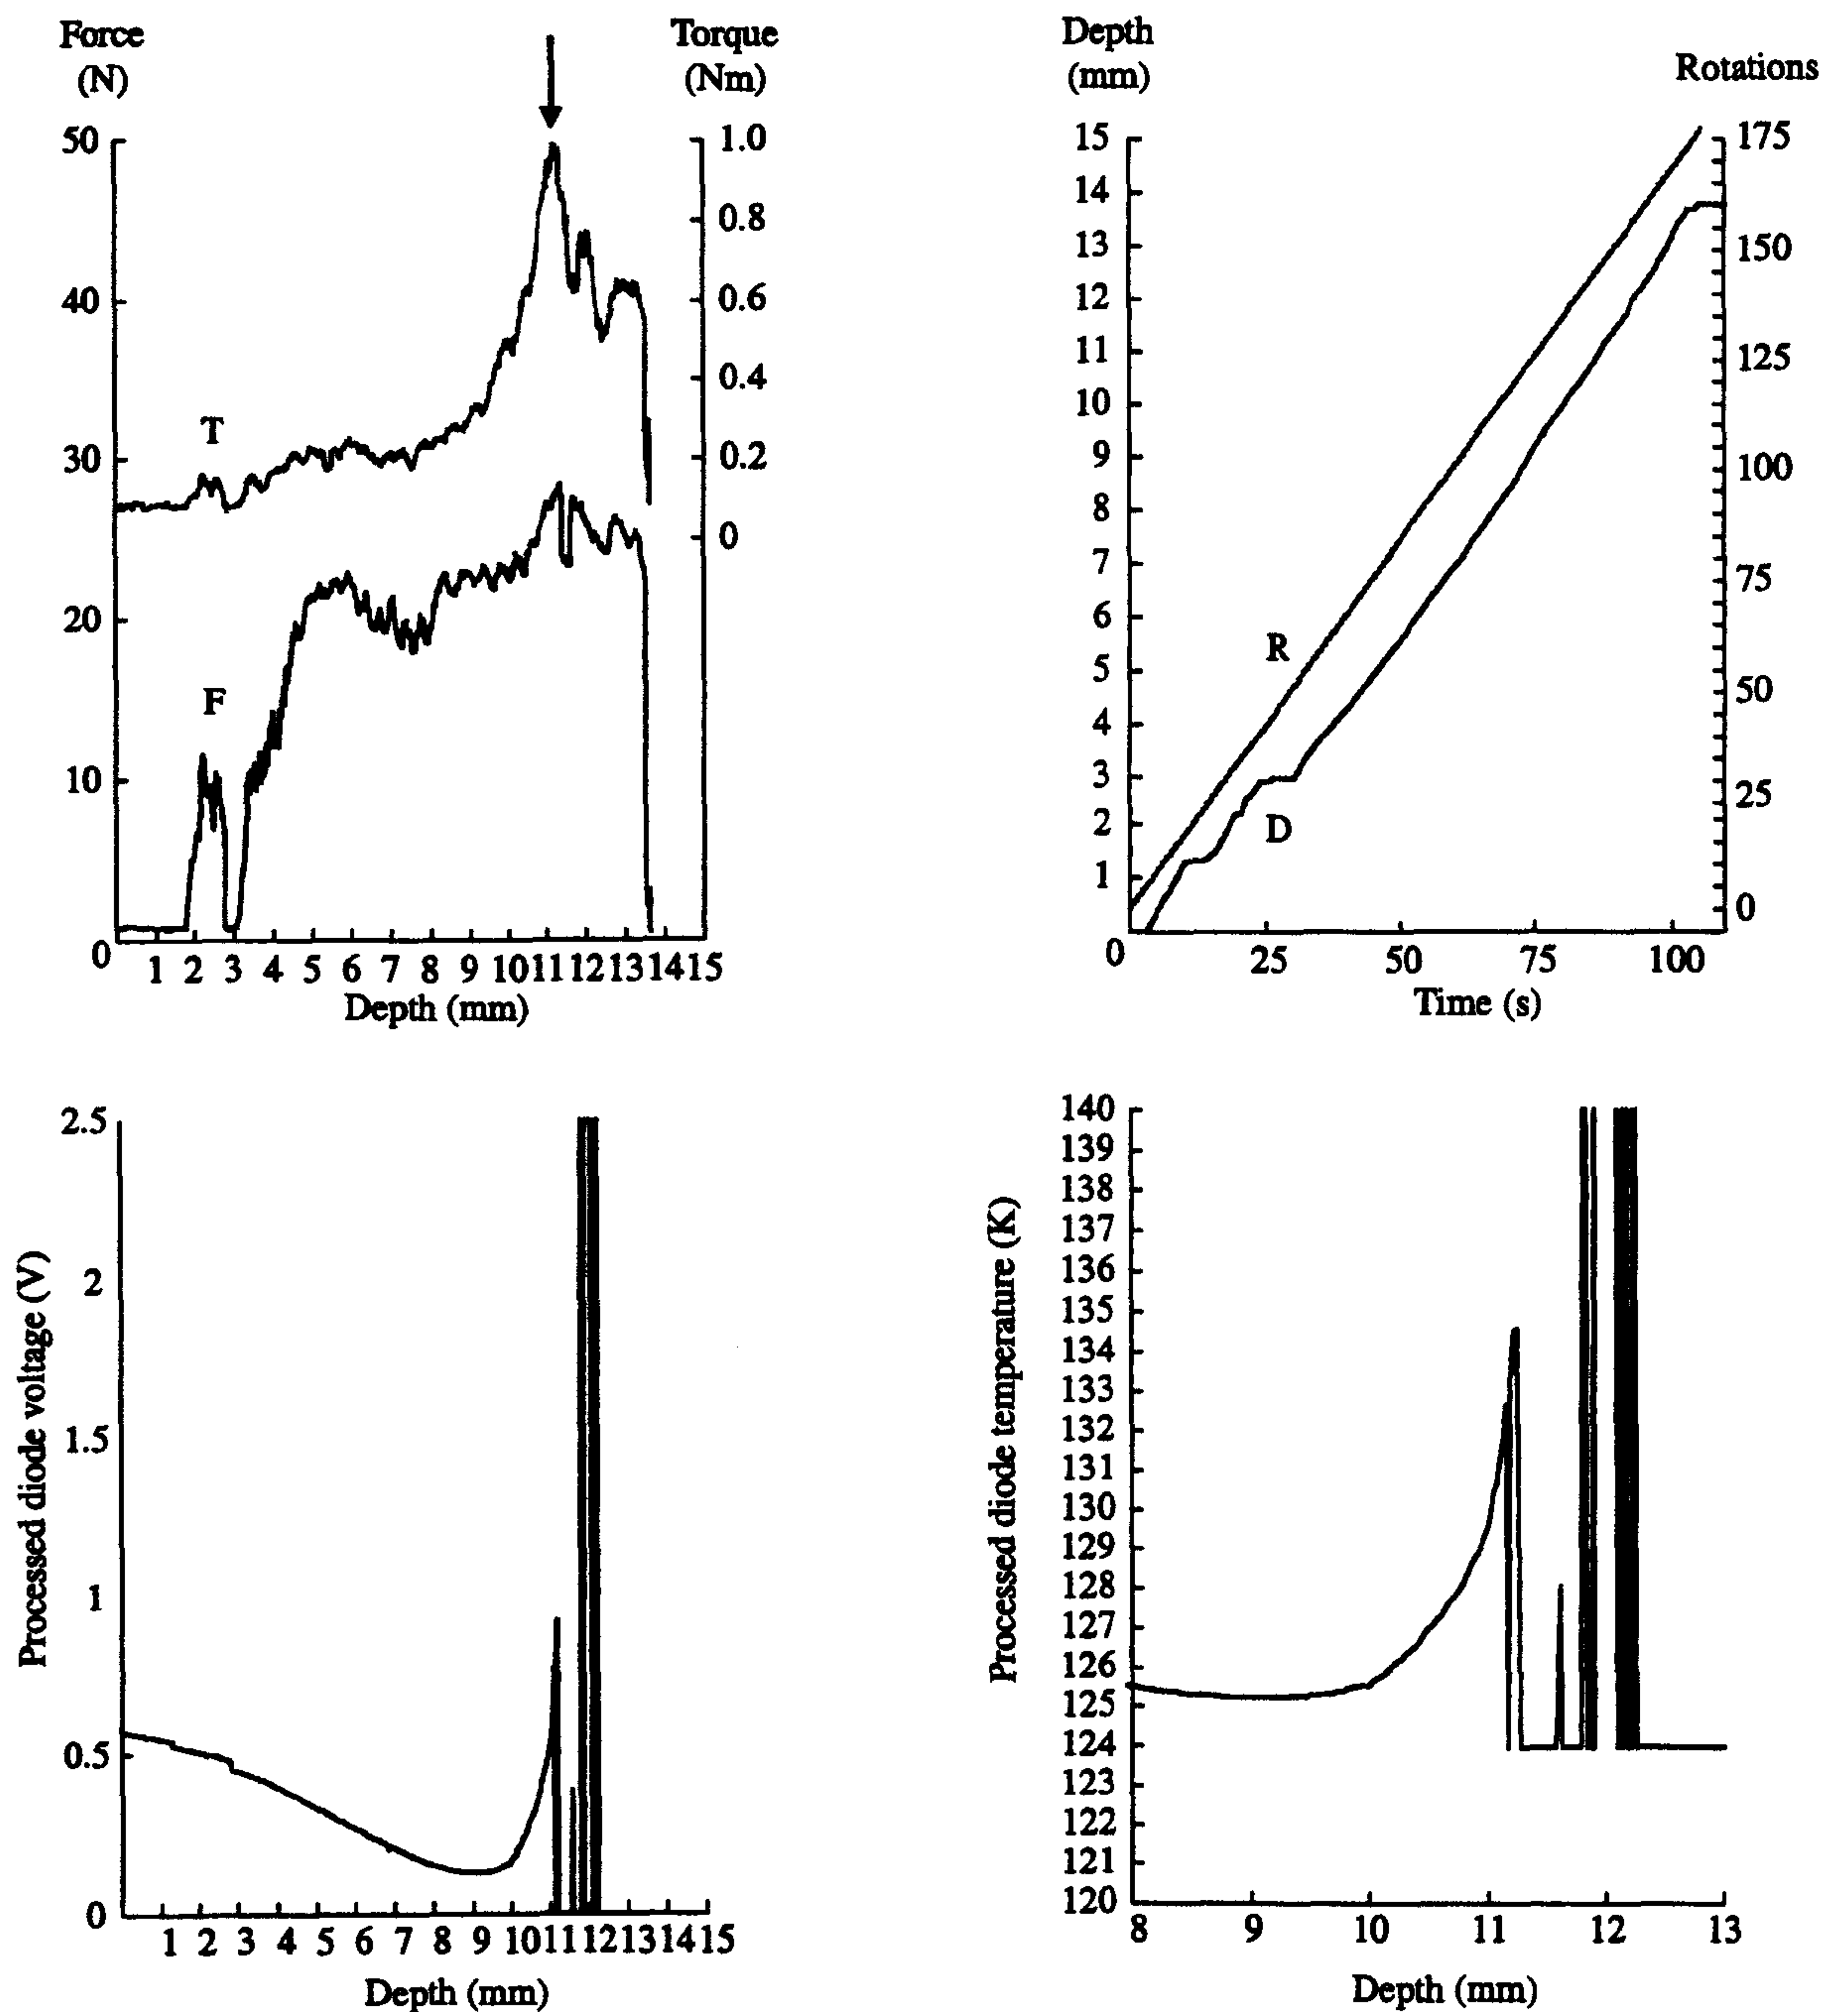 Force
(N)
Torque
(Nm)
50
40
30
20
10
0
1.0
0.8
0.6
0.4
0.2
0
T
F
1 2 3 4 5 6 7 8 9 10 11 12 13 14 15
Depth (mm)
Depth
(mm)
Rotations
15
14
13
12
11
10
9
8
7
6
5
4
3
2
1
175
150
125
100
75
50
25
0
R
D
0 25 50 75 100
Time (s)
Processed diode voltage (V)
2.5
2
1.5
1
0.5
0
1 2 3 4 5 6 7 8 9 10 11 12 13 14 15
Depth (mm)
Processed diode temperature (K)
140
139
138
137
136
135
134
133
132
131
130
129
128
127
126
125
124
123
122
121
120
8 9 10 11 12 13
Depth (mm)